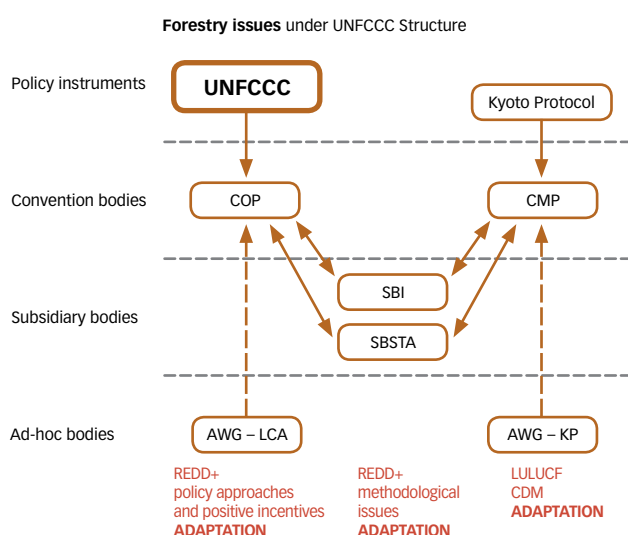 Forestry issues under UNFCCC Structure
Policy instruments
UNFCCC
Kyoto Protocol
Convention bodies
COP
CMP
SBI
Subsidiary bodies
SBSTA
Ad-hoc bodies
AWG – LCA
AWG – KP
REDD+
policy approaches
and positive incentives
ADAPTATION
REDD+
methodological
issues
ADAPTATION
LULUCF
CDM
ADAPTATION